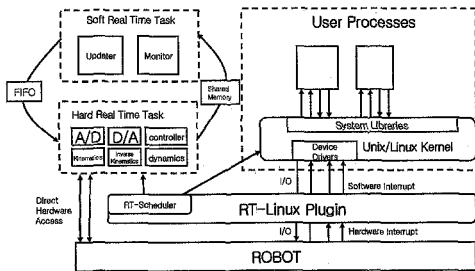 Soft Real Time Task
Updater
Monitor
FIFO
Shared
Memory
Hard Real Time Task
A/D
D/A
controller
Kinematics
Inverse
Kinematics
dynamics
User Processes
System Libraries
Unix/Linux Kernel
Device
Drivers
I/O
Software Interrupt
Direct
Hardware
Access
RT-Scheduler
RT-Linux Plugin
I/O
Hardware Interrupt
ROBOT